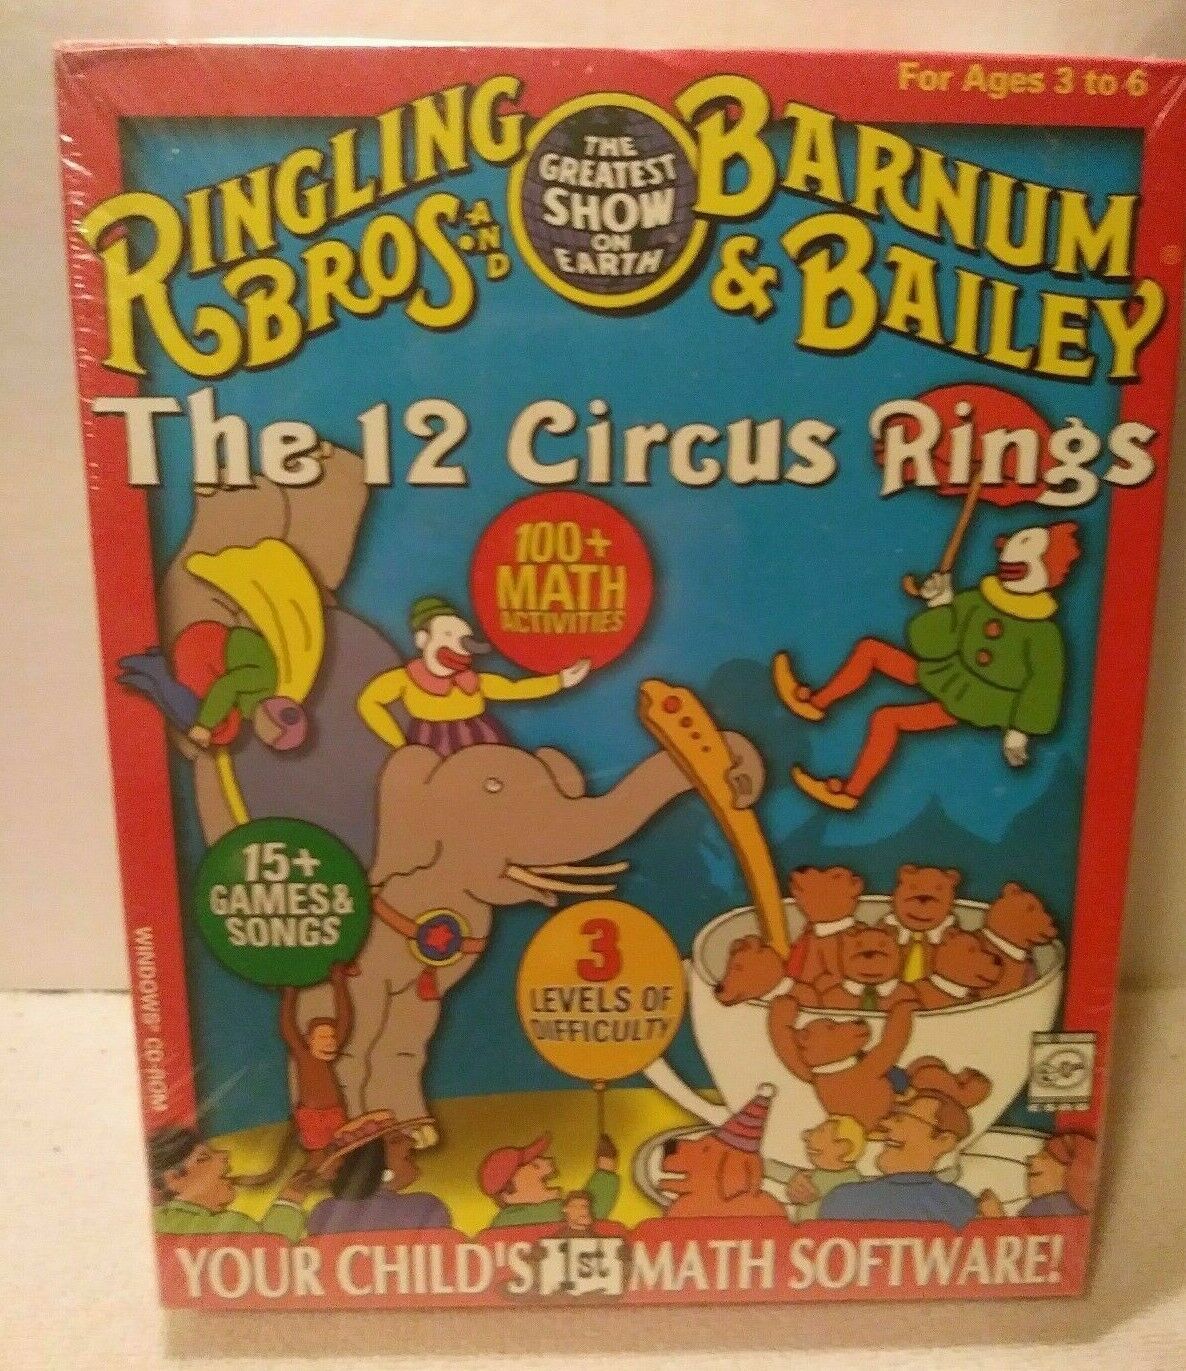 For Ages 3 to 6
RINGLING
BROS AND
THE
GREATEST
SHOW
ON
EARTH
BARNUM
& BAILEY
®
The 12 Circus Rings
100+
MATH
ACTIVITIES
15+
GAMES &
SONGS
3
LEVELS OF
DIFFICULTY
WINDOWS® CD-ROM
YOUR CHILD'S 1st MATH SOFTWARE!